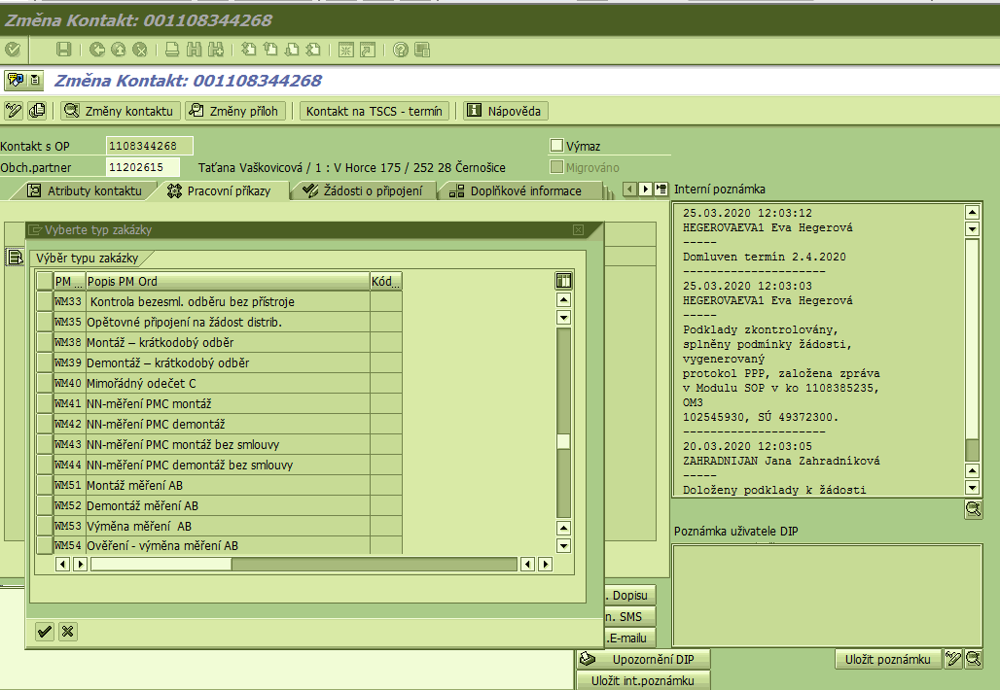 Změna Kontakt: 001108344268
Změna Kontakt: 001108344268
Změny kontaktu
Změny příloh
Kontakt na TSCS - termín
Nápověda
Kontakt s OP 1108344268
Výmaz
Obch.partner 11202615 Taťana Vaškovicová / 1 : V Horce 175 / 252 28 Černošice
Migrováno
Atributy kontaktu
Pracovní příkazy
Žádosti o připojení
Doplňkové informace
Interní poznámka
25.03.2020 12:03:12
HEGEROVAEVA1 Eva Hegerová
-----
Domluven termín 2.4.2020
---------------------
25.03.2020 12:03:03
HEGEROVAEVA1 Eva Hegerová
-----
Podklady zkontrolovány,
splněny podmínky žádosti,
vygenerovaný
protokol PPP, založena zpráva
v Modulu SOP v ko 1108385235,
OM3
102545930, SÚ 49372300.
---------------------
20.03.2020 12:03:05
ZAHRADNIJAN Jana Zahradníková
-----
Doloženy podklady k žádosti
Vyberte typ zakázky
Výběr typu zakázky
PM ... Popis PM Ord Kód...
WM33 Kontrola bezesml. odběru bez přístroje
WM35 Opětovné připojení na žádost distrib.
WM38 Montáž – krátkodobý odběr
WM39 Demontáž – krátkodobý odběr
WM40 Mimořádný odečet C
WM41 NN-měření PMC montáž
WM42 NN-měření PMC demontáž
WM43 NN-měření PMC montáž bez smlouvy
WM44 NN-měření PMC demontáž bez smlouvy
WM51 Montáž měření AB
WM52 Demontáž měření AB
WM53 Výměna měření  AB
WM54 Ověření - výměna měření AB
Poznámka uživatele DIP
. Dopisu
n. SMS
.E-mailu
Upozornění DIP
Uložit poznámku
Uložit int.poznámku